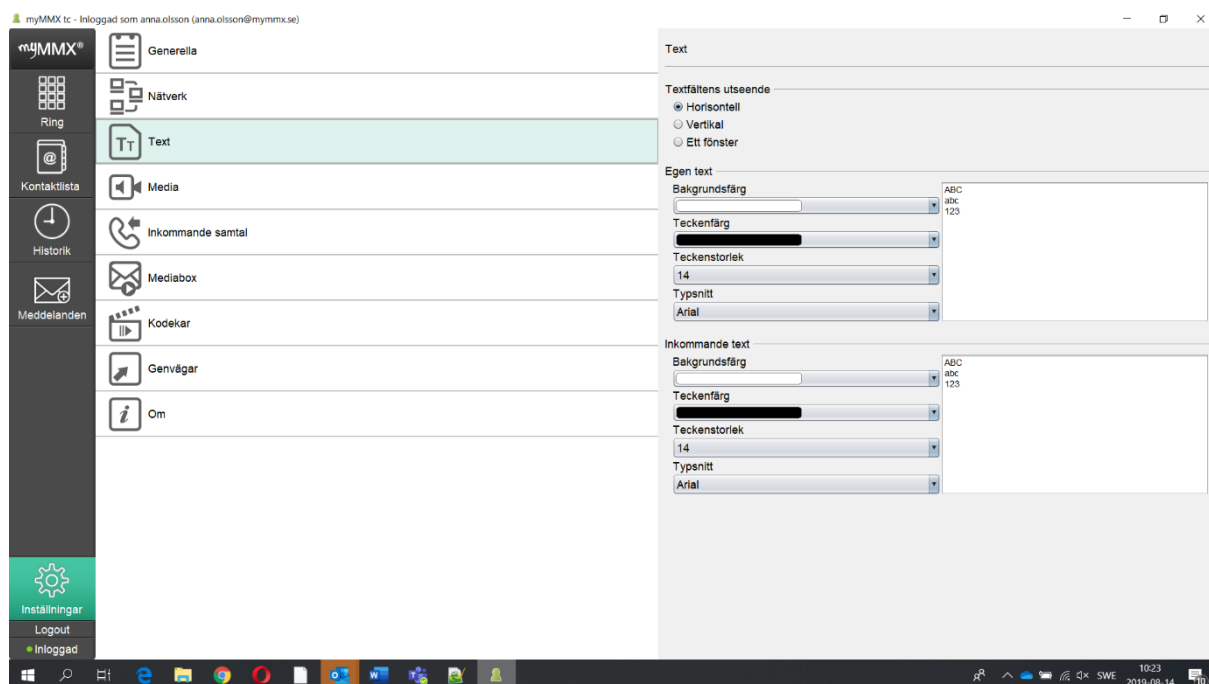 myMMX tc - Inloggad som anna.olsson (anna.olsson@mymmx.se)
myMMX®
Ring
Kontaktlista
Historik
Meddelanden
Inställningar
Logout
Inloggad
Generella
Nätverk
Text
Media
Inkommande samtal
Mediabox
Kodekar
Genvägar
Om
Text
Textfältens utseende
Horisontell
Vertikal
Ett fönster
Egen text
Bakgrundsfärg
Teckenfärg
Teckenstorlek
14
Typsnitt
Arial
ABC
abc
123
Inkommande text
Bakgrundsfärg
Teckenfärg
Teckenstorlek
14
Typsnitt
Arial
ABC
abc
123
SWE
10:23
2019-08-14
10